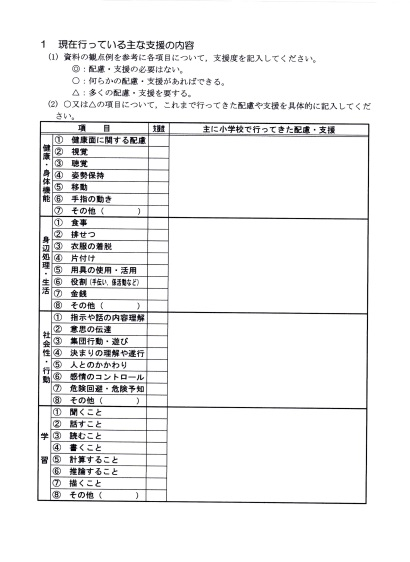 1　現在行っている主な支援の内容
(1) 資料の観点例を参考に各項目について，支援度を記入してください。
◎：配慮・支援の必要はない。
○：何らかの配慮・支援があればできる。
△：多くの配慮・支援を要する。
(2) ○又は△の項目について，これまで行ってきた配慮や支援を具体的に記入してくだ
さい。
項　目　支援度　主に小学校で行ってきた配慮・支援
健康・身体機能
① 健康面に関する配慮
② 視覚
③ 聴覚
④ 姿勢保持
⑤ 移動
⑥ 手指の動き
⑦ その他（　　　）
身辺処理・生活
① 食事
② 排せつ
③ 衣服の着脱
④ 片付け
⑤ 用具の使用・活用
⑥ 役割（手伝い，係活動など）
⑦ 金銭
⑧ その他（　　　）
社会性・行動
① 指示や話の内容理解
② 意思の伝達
③ 集団行動・遊び
④ 決まりの理解や遂行
⑤ 人とのかかわり
⑥ 感情のコントロール
⑦ 危険回避・危険予知
⑧ その他（　　　）
学習
① 聞くこと
② 話すこと
③ 読むこと
④ 書くこと
⑤ 計算すること
⑥ 推論すること
⑦ 描くこと
⑧ その他（　　　）